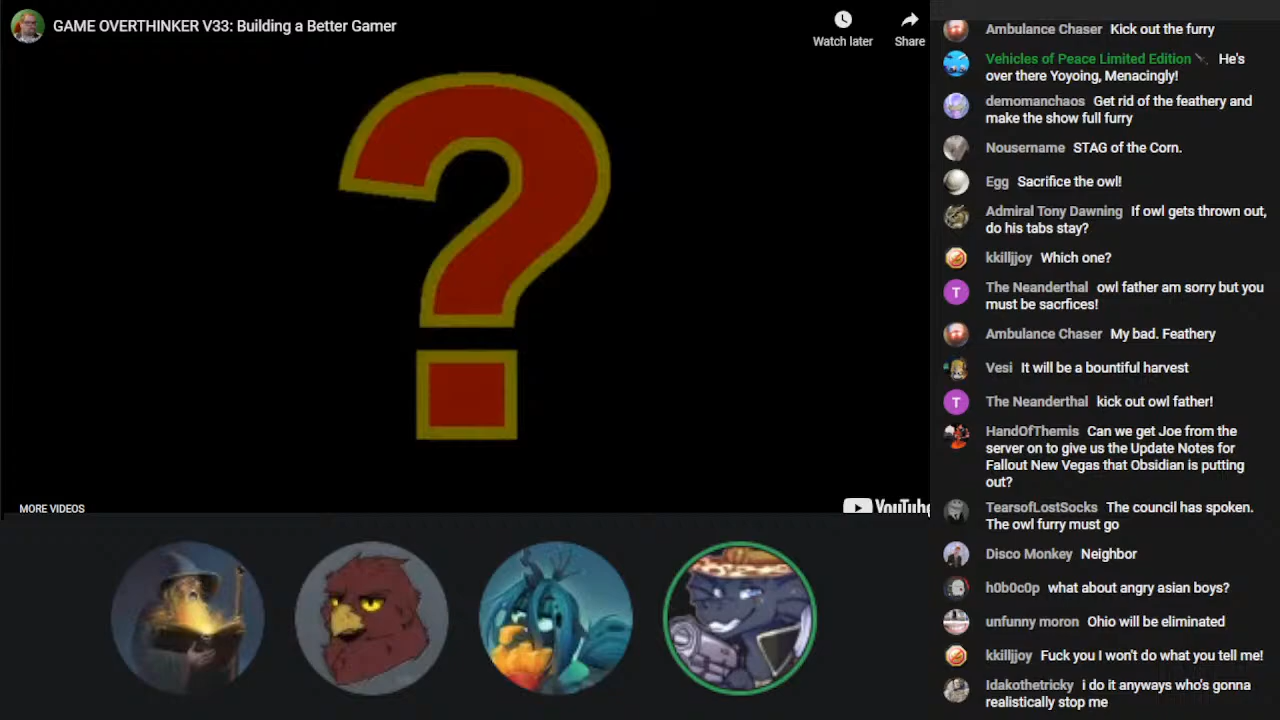 GAME OVERTHINKER V33: Building a Better Gamer
Watch later
Share
?
MORE VIDEOS
YouTube
Ambulance Chaser Kick out the furry
Vehicles of Peace Limited Edition He's
over there Yoyoing, Menacingly!
demomanchaos Get rid of the feathery and
make the show full furry
Nousername STAG of the Corn.
Egg Sacrifice the owl!
Admiral Tony Dawning If owl gets thrown out,
do his tabs stay?
kkilljjoy Which one?
T
The Neanderthal owl father am sorry but you
must be sacrfices!
Ambulance Chaser My bad. Feathery
Vesi It will be a bountiful harvest
T
The Neanderthal kick out owl father!
HandOfThemis Can we get Joe from the
server on to give us the Update Notes for
Fallout New Vegas that Obsidian is putting
out?
TearsofLostSocks The council has spoken.
The owl furry must go
Disco Monkey Neighbor
h0b0c0p what about angry asian boys?
unfunny moron Ohio will be eliminated
kkilljjoy Fuck you I won't do what you tell me!
Idakothetricky i do it anyways who's gonna
realistically stop me